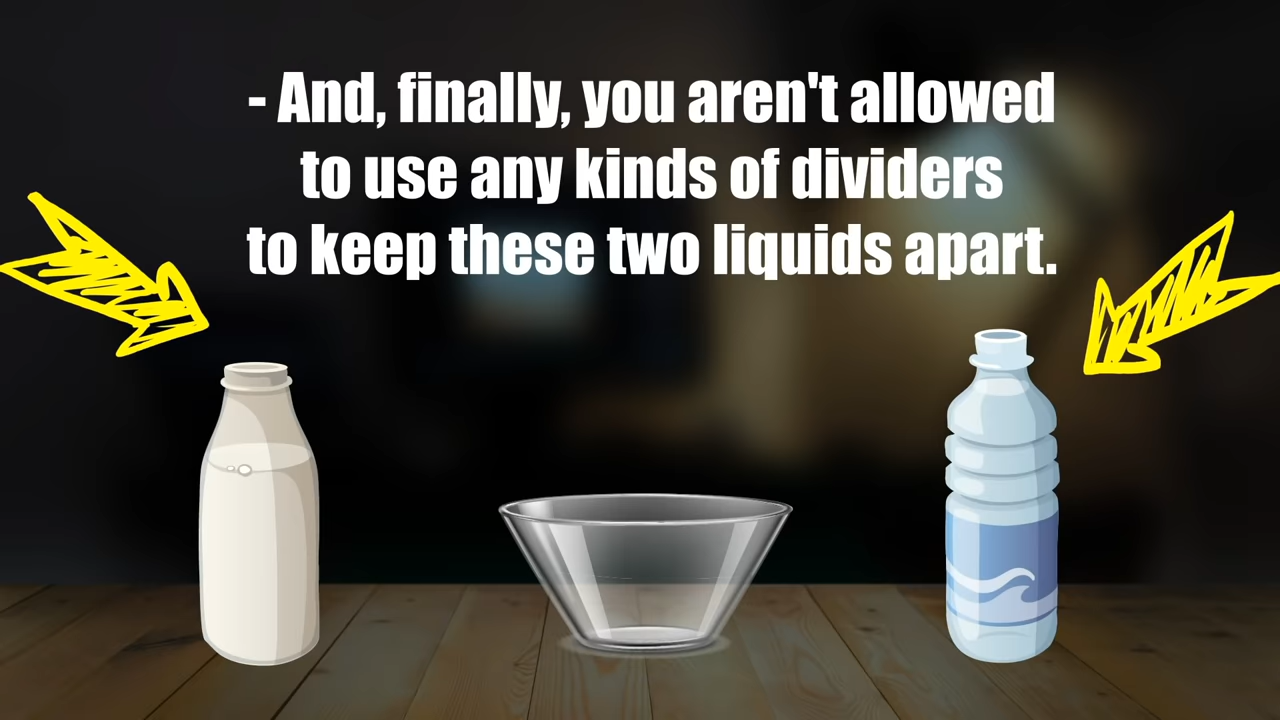 - And, finally, you aren't allowed
to use any kinds of dividers
to keep these two liquids apart.